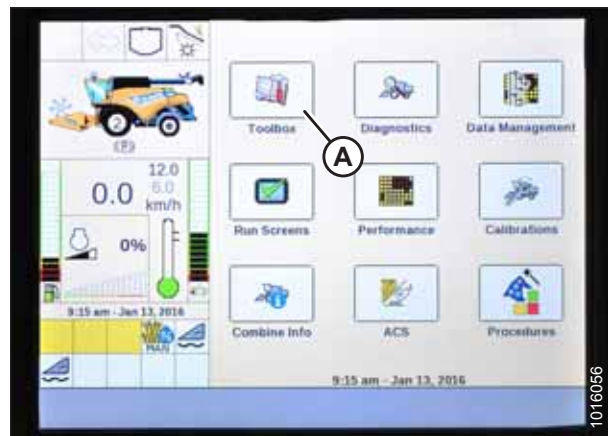 2
(P)
12.0
6.0
0.0 km/h
0%
9:15 am - Jan 13, 2016
MAN
Toolbox
Diagnostics
Data Management
A
Run Screens
Performance
Calibrations
Combine Info
ACS
Procedures
9:15 am - Jan 13, 2016
1016056